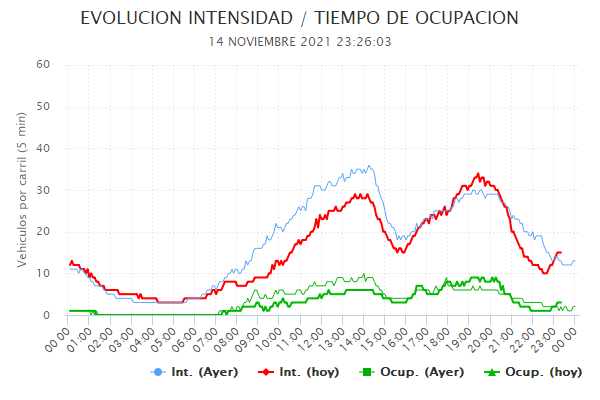 EVOLUCION INTENSIDAD / TIEMPO DE OCUPACION
14 NOVIEMBRE 2021 23:26:03
Vehiculos por carril (5 min)
60
50
40
30
20
10
0
00:00 01:00 02:00 03:00 04:00 05:00 06:00 07:00 08:00 09:00 10:00 11:00 12:00 13:00 14:00 15:00 16:00 17:00 18:00 19:00 20:00 21:00 22:00 23:00 00:00
Int. (Ayer) Int. (hoy) Ocup. (Ayer) Ocup. (hoy)